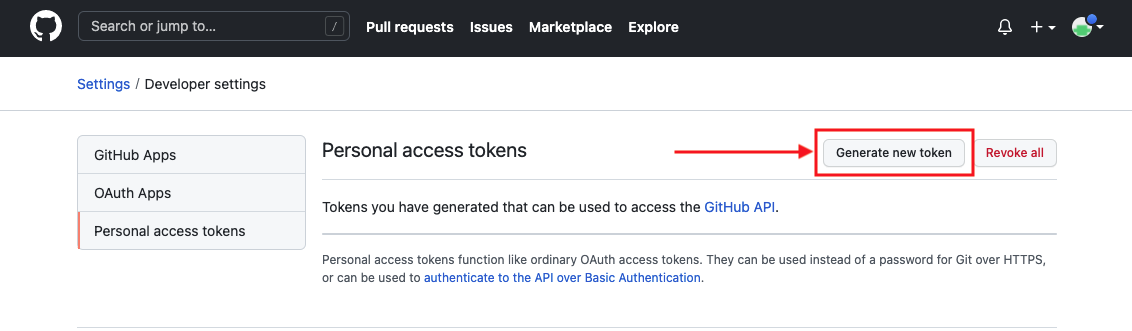 Search or jump to... / Pull requests Issues Marketplace Explore
Settings / Developer settings
GitHub Apps
OAuth Apps
Personal access tokens
Personal access tokens
Generate new token
Revoke all
Tokens you have generated that can be used to access the GitHub API.
Personal access tokens function like ordinary OAuth access tokens. They can be used instead of a password for Git over HTTPS,
or can be used to authenticate to the API over Basic Authentication.